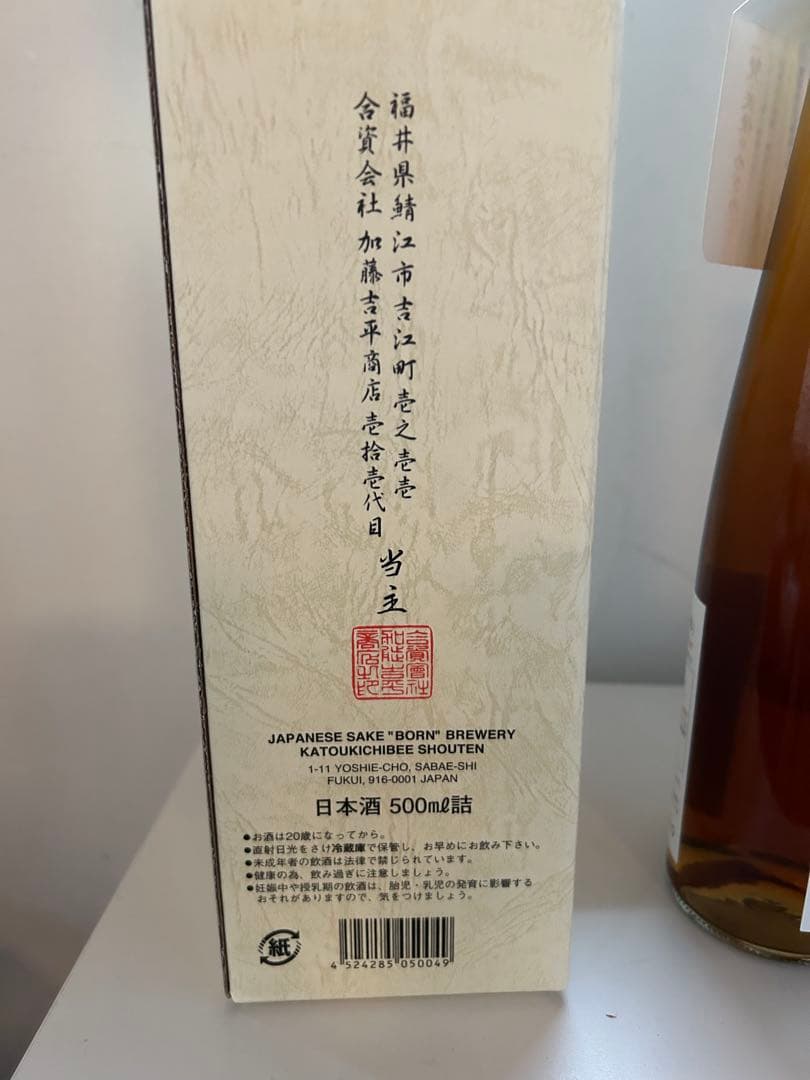 福井県鯖江市吉江町壱之壱壱
合資会社 加藤吉平商店 壱拾壱代目 当主
JAPANESE SAKE "BORN" BREWERY
KATOUKICHIBEE SHOUTEN
1-11 YOSHIE-CHO, SABAE-SHI
FUKUI, 916-0001 JAPAN
日本酒 500mℓ詰
●お酒は20歳になってから。
●直射日光をさけ冷蔵庫で保管し、お早めにお飲み下さい。
●未成年者の飲酒は法律で禁じられています。
●健康の為、飲み過ぎに注意しましょう。
●妊娠中や授乳期の飲酒は、胎児・乳児の発育に影響する
おそれがありますので、気をつけましょう。
紙
4 524285 050049